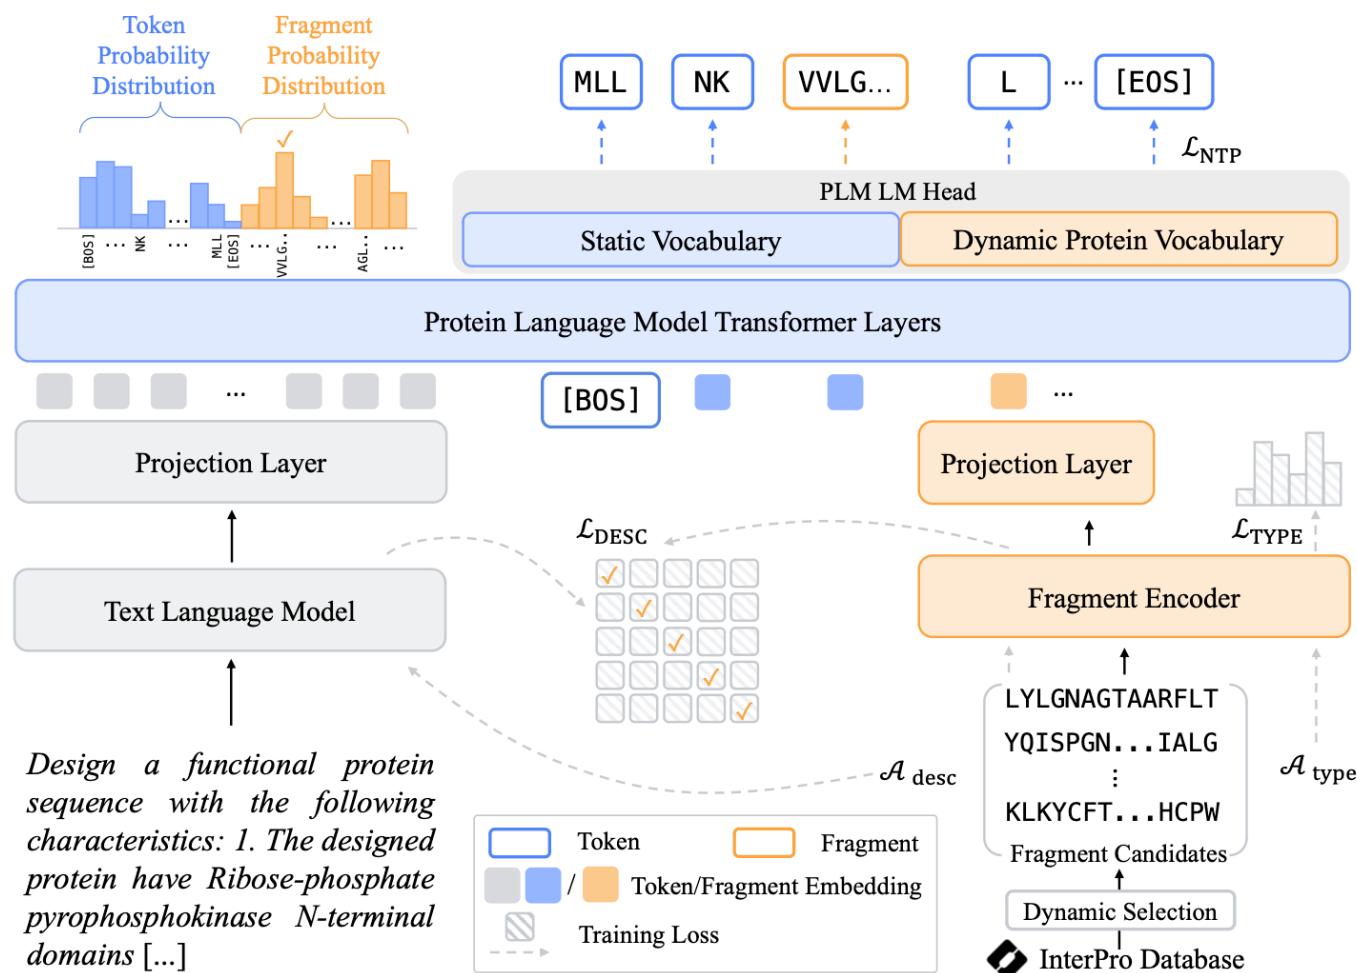 Token
Probability
Distribution
Fragment
Probability
Distribution
✓
[BOS] ... NK ... MLL [EOS] ... VVLG.. ... AGL.. ...
MLL NK VVLG... L ... [EOS]
ℒNTP
PLM LM Head
Static Vocabulary Dynamic Protein Vocabulary
Protein Language Model Transformer Layers
... [BOS] ...
Projection Layer Projection Layer
ℒDESC ℒTYPE
Text Language Model Fragment Encoder
LYLGNAGTAARFLT
YQISPGN...IALG
⋮
KLKYCFT...HCPW
Fragment Candidates
𝒜 desc 𝒜 type
Dynamic Selection
InterPro Database
Design a functional protein
sequence with the following
characteristics: 1. The designed
protein have Ribose-phosphate
pyrophosphokinase N-terminal
domains [...]
Token Fragment
/ Token/Fragment Embedding
Training Loss